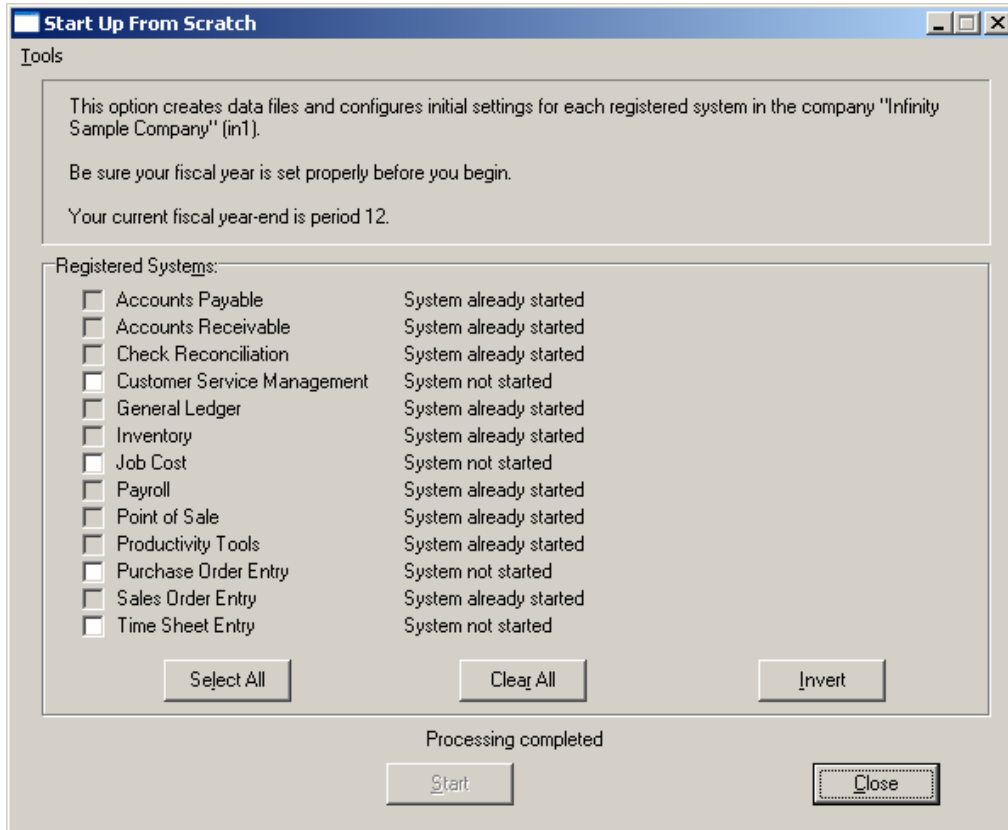 Start Up From Scratch
Tools
This option creates data files and configures initial settings for each registered system in the company "Infinity
Sample Company" (in1).
Be sure your fiscal year is set properly before you begin.
Your current fiscal year-end is period 12.
Registered Systems:
Accounts Payable System already started
Accounts Receivable System already started
Check Reconciliation System already started
Customer Service Management System not started
General Ledger System already started
Inventory System already started
Job Cost System not started
Payroll System already started
Point of Sale System already started
Productivity Tools System already started
Purchase Order Entry System not started
Sales Order Entry System already started
Time Sheet Entry System not started
Select All Clear All Invert
Processing completed
Start Close